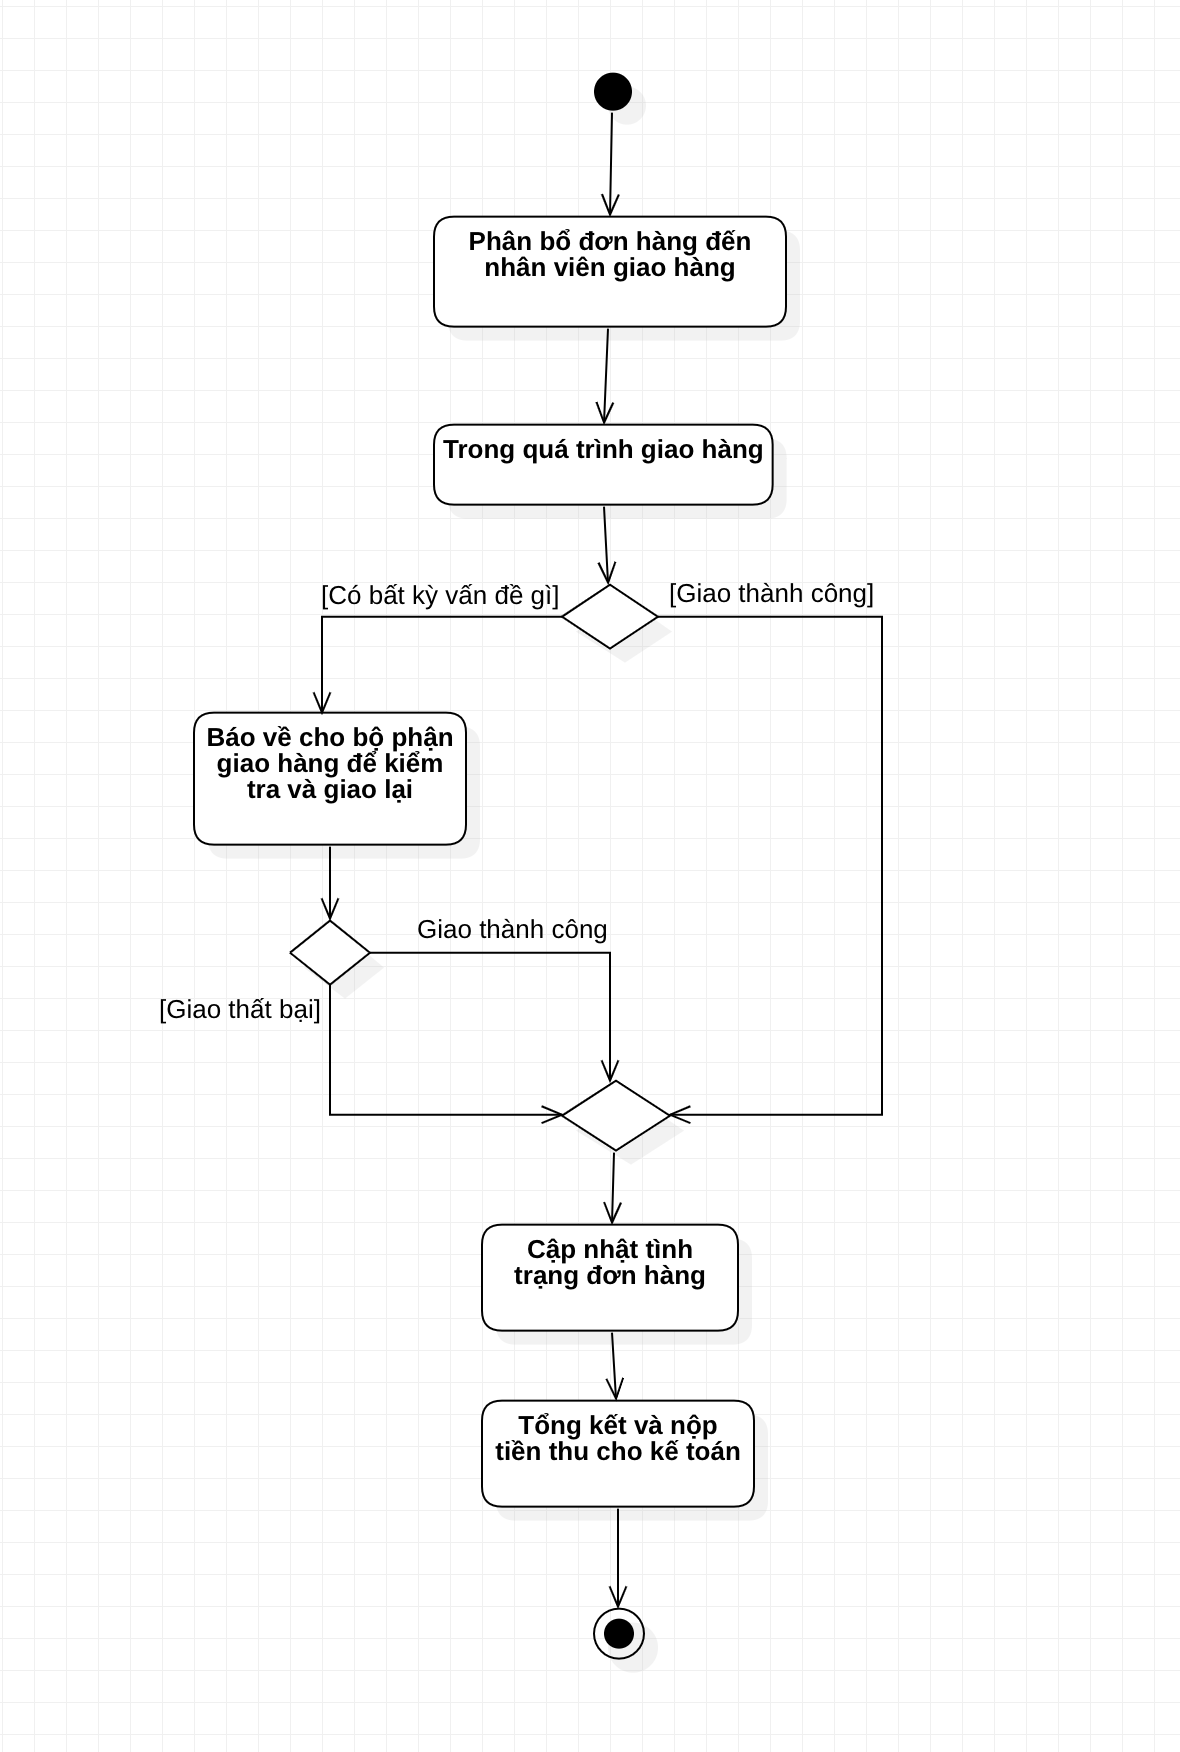 Phân bổ đơn hàng đến
nhân viên giao hàng
Trong quá trình giao hàng
[Có bất kỳ vấn đề gì]
[Giao thành công]
Báo về cho bộ phận
giao hàng để kiểm
tra và giao lại
Giao thành công
[Giao thất bại]
Cập nhật tình
trạng đơn hàng
Tổng kết và nộp
tiền thu cho kế toán